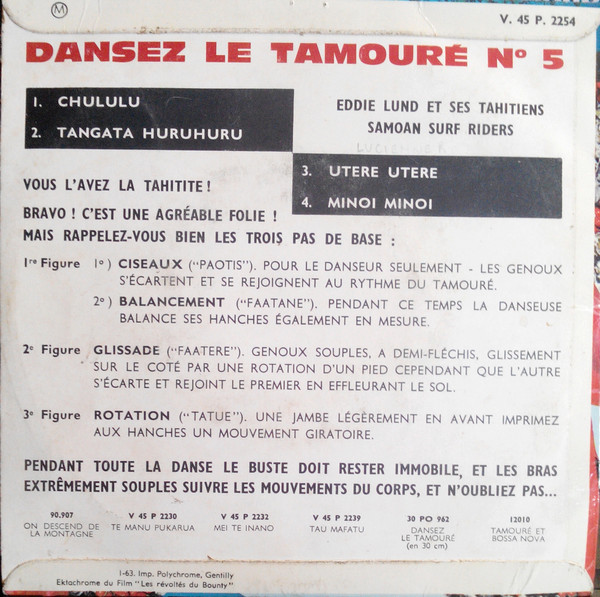 M
V. 45 P. 2254
DANSEZ LE TAMOURÉ Nº 5
1. CHULULU
2. TANGATA HURUHURU
EDDIE LUND ET SES TAHITIENS
SAMOAN SURF RIDERS
3. UTERE UTERE
4. MINOI MINOI
VOUS L'AVEZ LA TAHITITE !
BRAVO ! C'EST UNE AGRÉABLE FOLIE !
MAIS RAPPELEZ-VOUS BIEN LES TROIS PAS DE BASE :
1re Figure 1º) CISEAUX ("PAOTIS"). POUR LE DANSEUR SEULEMENT - LES GENOUX
S'ÉCARTENT ET SE REJOIGNENT AU RYTHME DU TAMOURÉ.
2º) BALANCEMENT ("FAATANE"). PENDANT CE TEMPS LA DANSEUSE
BALANCE SES HANCHES ÉGALEMENT EN MESURE.
2e Figure GLISSADE ("FAATERE"). GENOUX SOUPLES, A DEMI-FLÉCHIS, GLISSEMENT
SUR LE COTÉ PAR UNE ROTATION D'UN PIED CEPENDANT QUE L'AUTRE
S'ÉCARTE ET REJOINT LE PREMIER EN EFFLEURANT LE SOL.
3e Figure ROTATION ("TATUE"). UNE JAMBE LÉGÈREMENT EN AVANT IMPRIMEZ
AUX HANCHES UN MOUVEMENT GIRATOIRE.
PENDANT TOUTE LA DANSE LE BUSTE DOIT RESTER IMMOBILE, ET LES BRAS
EXTRÊMEMENT SOUPLES SUIVRE LES MOUVEMENTS DU CORPS, ET N'OUBLIEZ PAS...
90.907
ON DESCEND DE
LA MONTAGNE
V 45 P 2230
TE MANU PUKARUA
V 45 P 2232
MEI TE INANO
V 45 P 2239
TAU MAFATU
30 PO 962
DANSEZ
LE TAMOURÉ
(en 30 cm)
12010
TAMOURÉ ET
BOSSA NOVA
1-63. Imp. Polychrome, Gentilly
Ektachrome du Film "Les révoltés du Bounty"